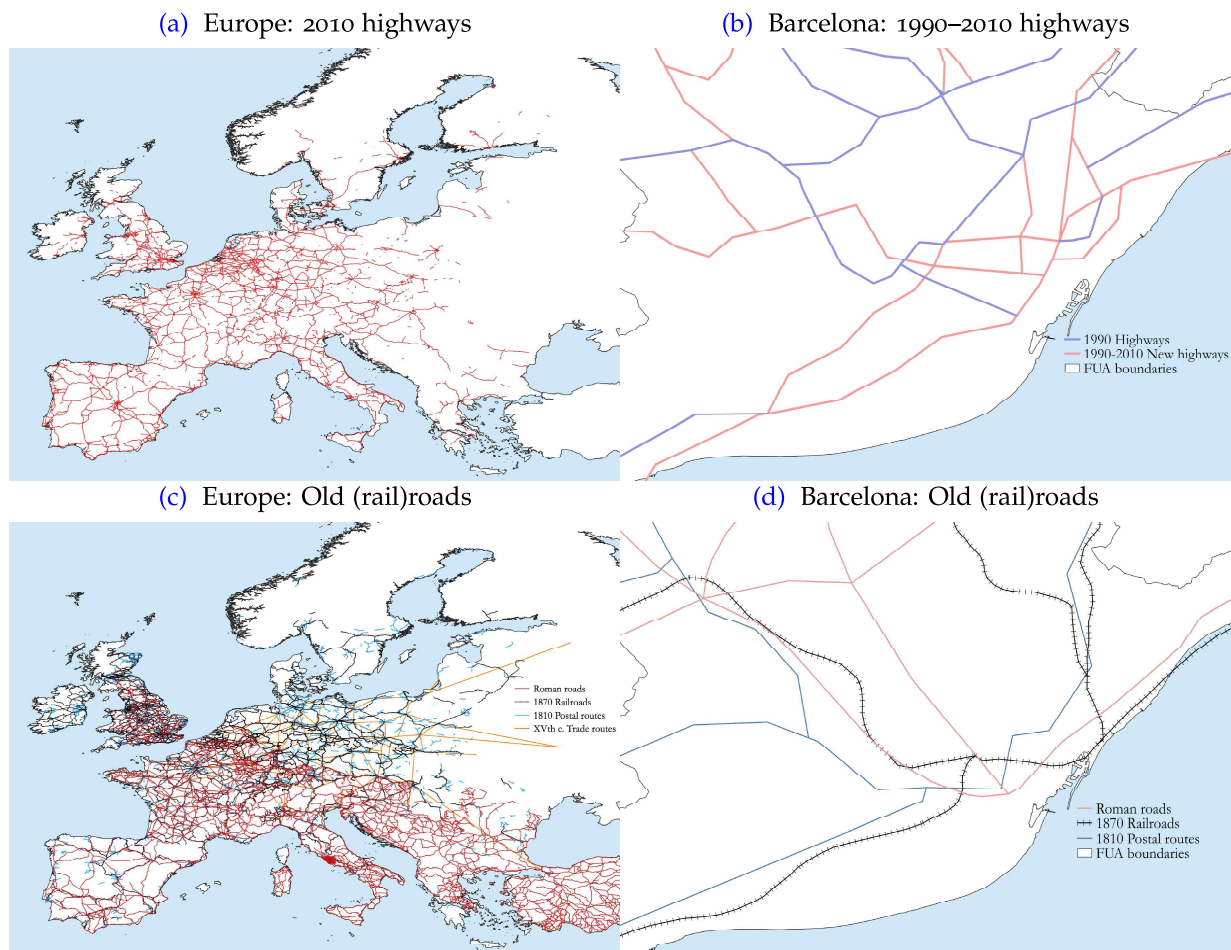 (a) Europe: 2010 highways
(b) Barcelona: 1990–2010 highways
1990 Highways
1990-2010 New highways
FUA boundaries
(c) Europe: Old (rail)roads
(d) Barcelona: Old (rail)roads
Roman roads
1870 Railroads
1810 Postal routes
XVth c. Trade routes
Roman roads
1870 Railroads
1810 Postal routes
FUA boundaries